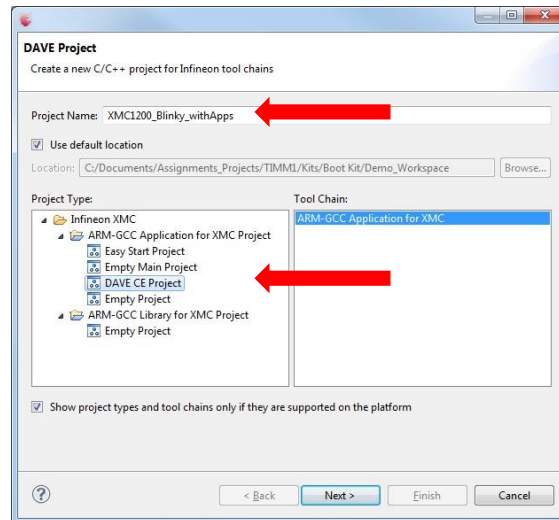 DAVE Project
Create a new C/C++ project for Infineon tool chains
Project Name: XMC1200_Blinky_withApps
Use default location
Location: C:/Documents/Assignments_Projects/TIMM1/Kits/Boot Kit/Demo_Workspace Browse...
Project Type: Tool Chain:
Infineon XMC ARM-GCC Application for XMC
ARM-GCC Application for XMC Project
Easy Start Project
Empty Main Project
DAVE CE Project
Empty Project
ARM-GCC Library for XMC Project
Empty Project
Show project types and tool chains only if they are supported on the platform
? < Back Next > Finish Cancel